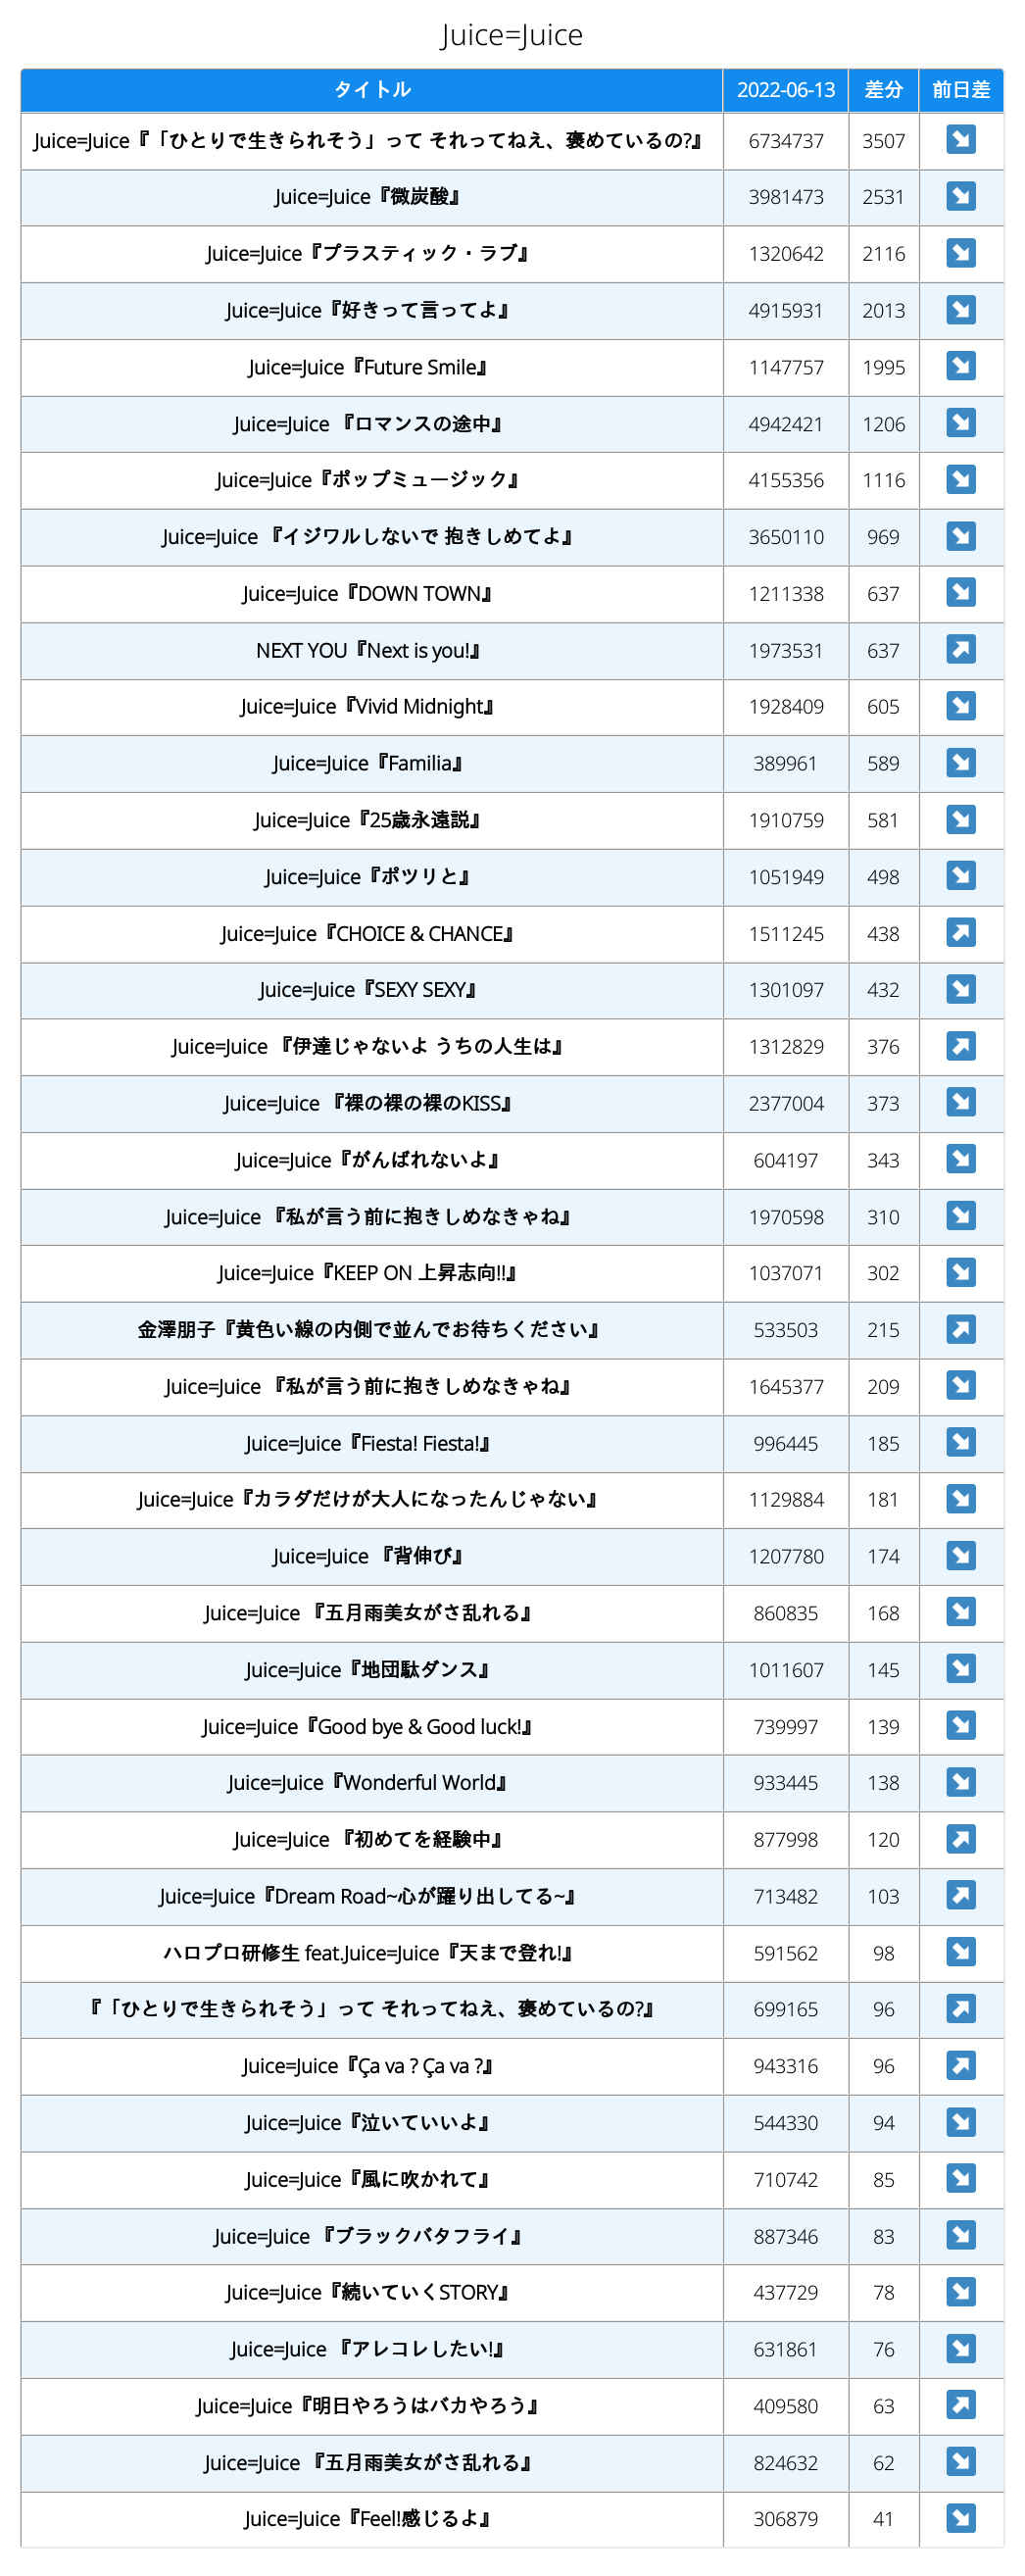 Juice=Juice
タイトル 2022-06-13 差分 前日差
Juice=Juice『「ひとりで生きられそう」って それってねえ、褒めているの?』 6734737 3507 ↘
Juice=Juice『微炭酸』 3981473 2531 ↘
Juice=Juice『プラスティック・ラブ』 1320642 2116 ↘
Juice=Juice『好きって言ってよ』 4915931 2013 ↘
Juice=Juice『Future Smile』 1147757 1995 ↘
Juice=Juice 『ロマンスの途中』 4942421 1206 ↘
Juice=Juice『ポップミュージック』 4155356 1116 ↘
Juice=Juice 『イジワルしないで 抱きしめてよ』 3650110 969 ↘
Juice=Juice『DOWN TOWN』 1211338 637 ↘
NEXT YOU『Next is you!』 1973531 637 ↗
Juice=Juice『Vivid Midnight』 1928409 605 ↘
Juice=Juice『Familia』 389961 589 ↘
Juice=Juice『25歳永遠説』 1910759 581 ↘
Juice=Juice『ポツリと』 1051949 498 ↘
Juice=Juice『CHOICE & CHANCE』 1511245 438 ↗
Juice=Juice『SEXY SEXY』 1301097 432 ↘
Juice=Juice 『伊達じゃないよ うちの人生は』 1312829 376 ↗
Juice=Juice 『裸の裸の裸のKISS』 2377004 373 ↘
Juice=Juice『がんばれないよ』 604197 343 ↘
Juice=Juice 『私が言う前に抱きしめなきゃね』 1970598 310 ↘
Juice=Juice『KEEP ON 上昇志向!!』 1037071 302 ↘
金澤朋子『黄色い線の内側で並んでお待ちください』 533503 215 ↗
Juice=Juice 『私が言う前に抱きしめなきゃね』 1645377 209 ↘
Juice=Juice『Fiesta! Fiesta!』 996445 185 ↘
Juice=Juice『カラダだけが大人になったんじゃない』 1129884 181 ↘
Juice=Juice 『背伸び』 1207780 174 ↘
Juice=Juice 『五月雨美女がさ乱れる』 860835 168 ↘
Juice=Juice『地団駄ダンス』 1011607 145 ↘
Juice=Juice『Good bye & Good luck!』 739997 139 ↘
Juice=Juice『Wonderful World』 933445 138 ↘
Juice=Juice 『初めてを経験中』 877998 120 ↗
Juice=Juice『Dream Road~心が躍り出してる~』 713482 103 ↗
ハロプロ研修生 feat.Juice=Juice『天まで登れ!』 591562 98 ↘
『「ひとりで生きられそう」って それってねえ、褒めているの?』 699165 96 ↗
Juice=Juice『Ça va ? Ça va ?』 943316 96 ↗
Juice=Juice『泣いていいよ』 544330 94 ↘
Juice=Juice『風に吹かれて』 710742 85 ↘
Juice=Juice 『ブラックバタフライ』 887346 83 ↘
Juice=Juice『続いていくSTORY』 437729 78 ↘
Juice=Juice 『アレコレしたい!』 631861 76 ↘
Juice=Juice『明日やろうはバカやろう』 409580 63 ↗
Juice=Juice 『五月雨美女がさ乱れる』 824632 62 ↘
Juice=Juice『Feel!感じるよ』 306879 41 ↘